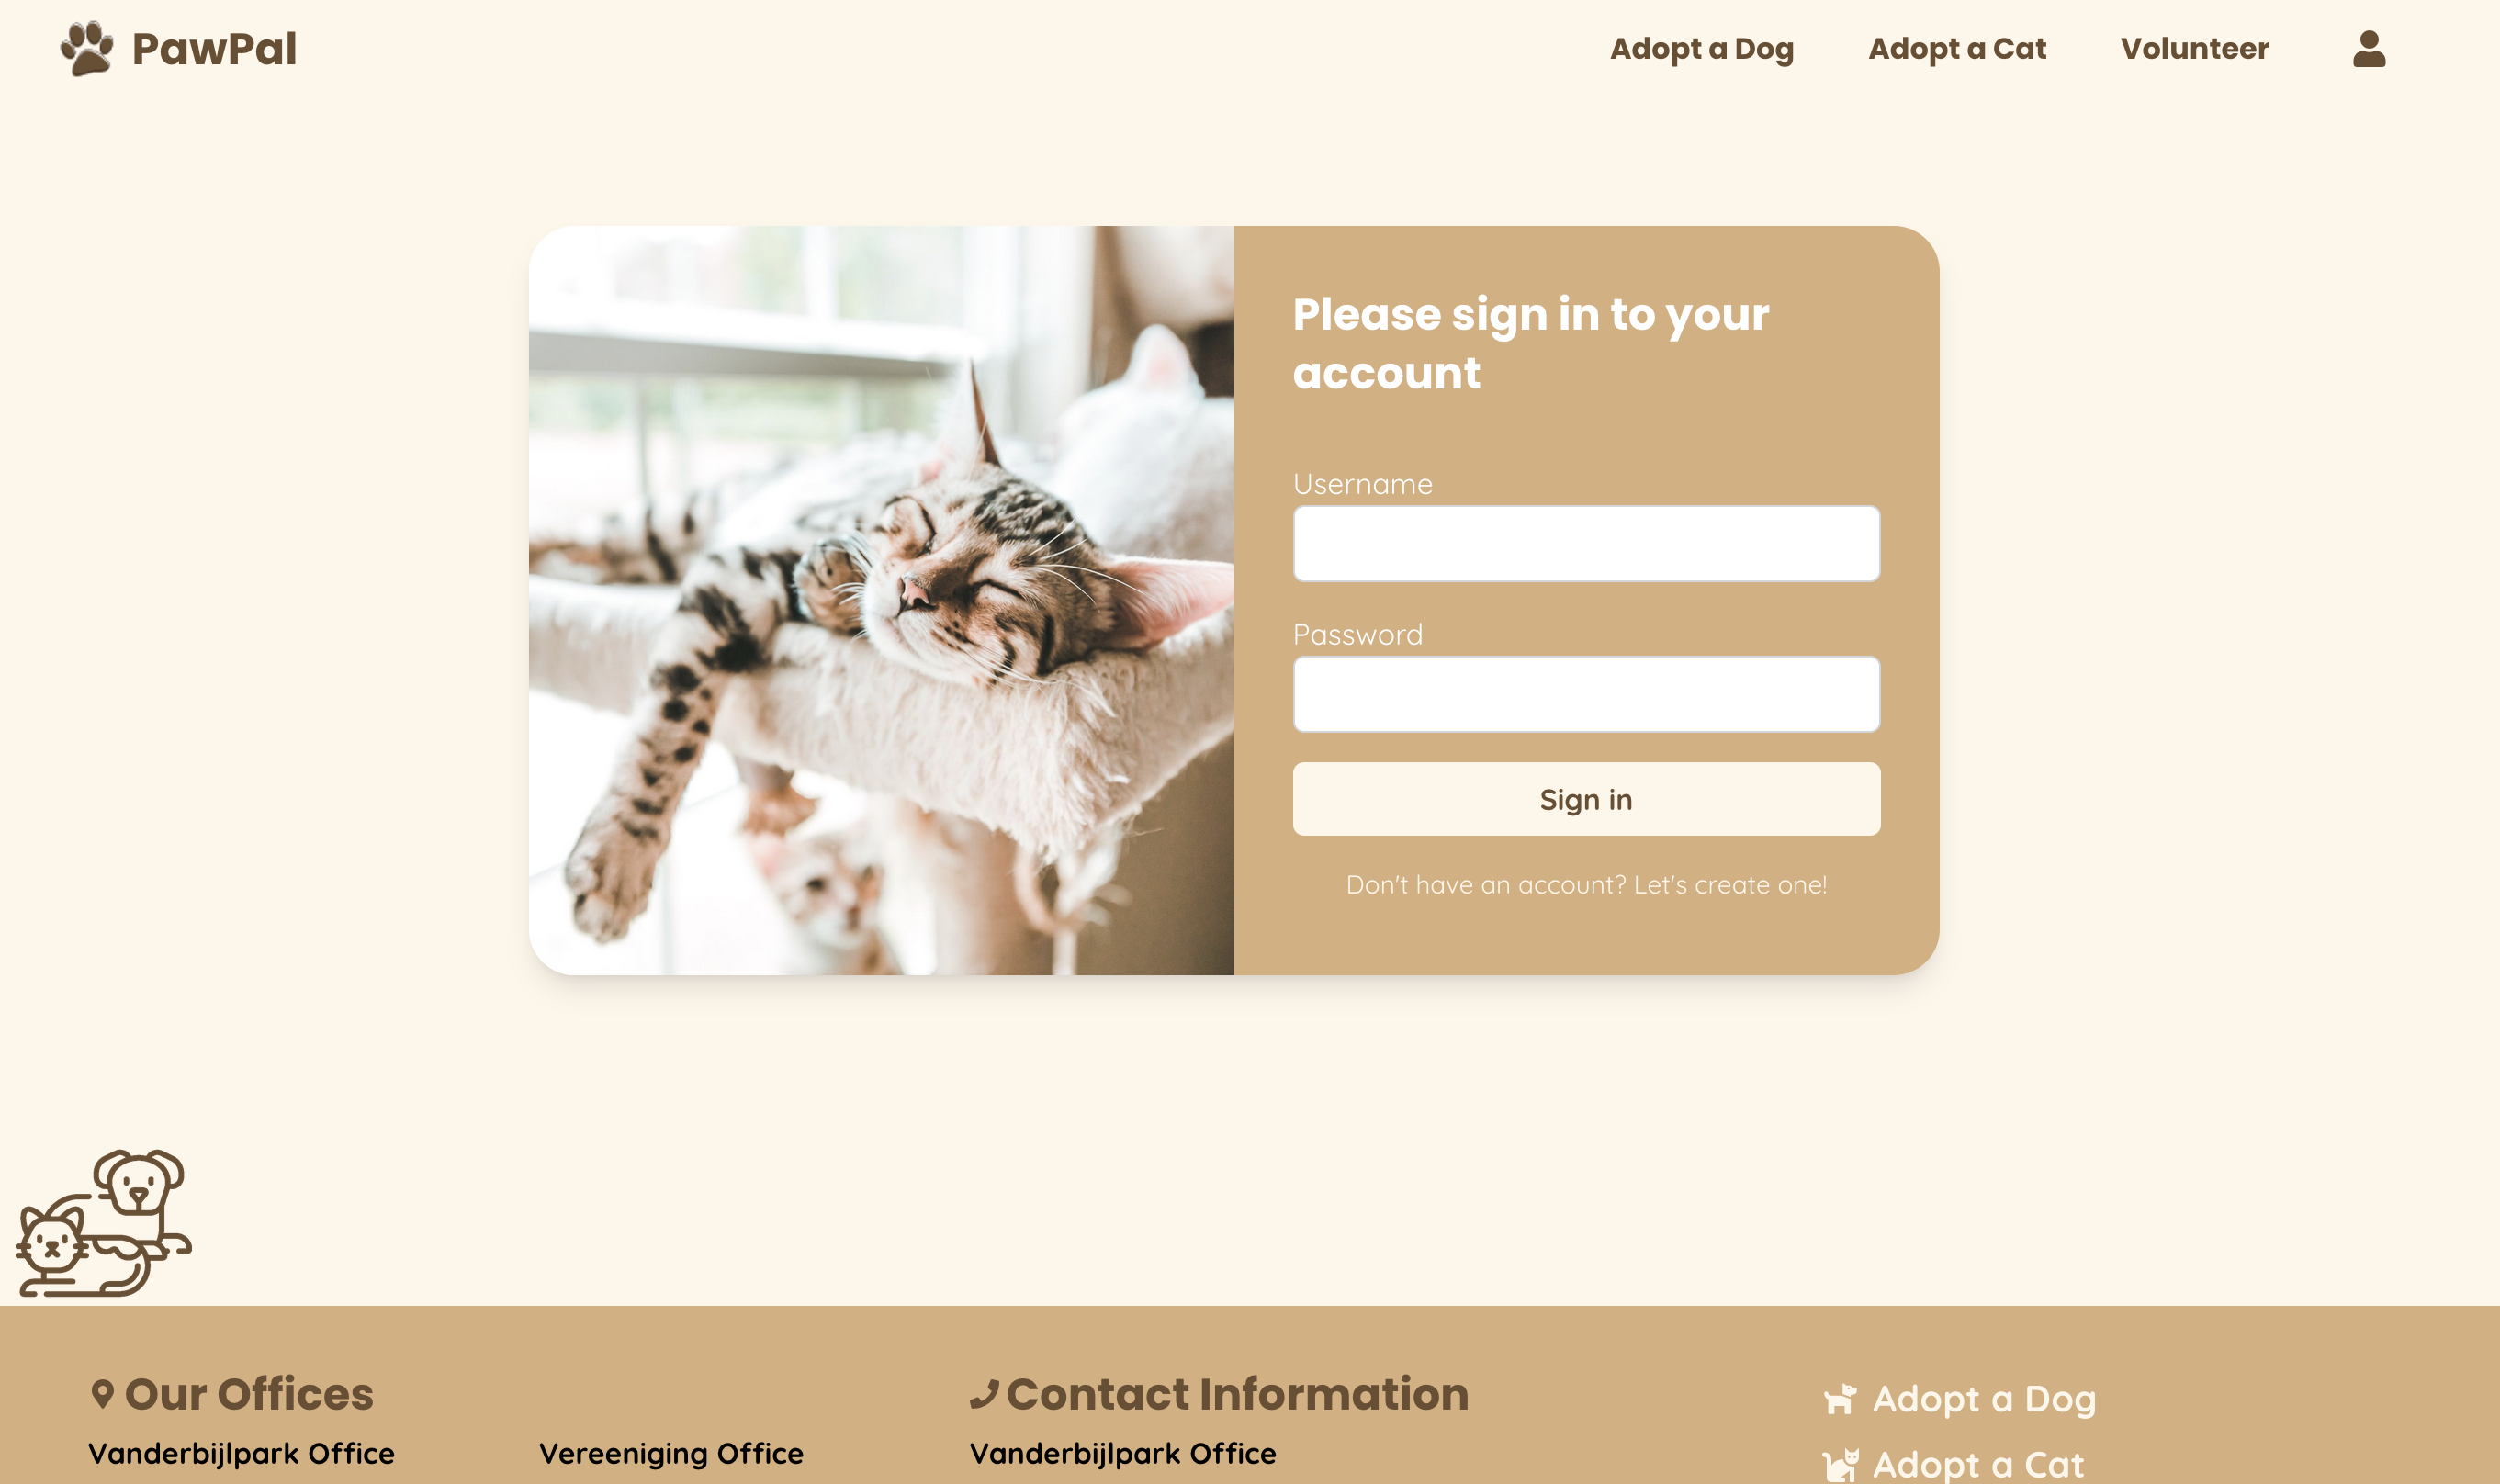 PawPal
Adopt a Dog
Adopt a Cat
Volunteer
Please sign in to your
account
Username
Password
Sign in
Don't have an account? Let's create one!
Our Offices
Vanderbijlpark Office
Vereeniging Office
Contact Information
Vanderbijlpark Office
Adopt a Dog
Adopt a Cat